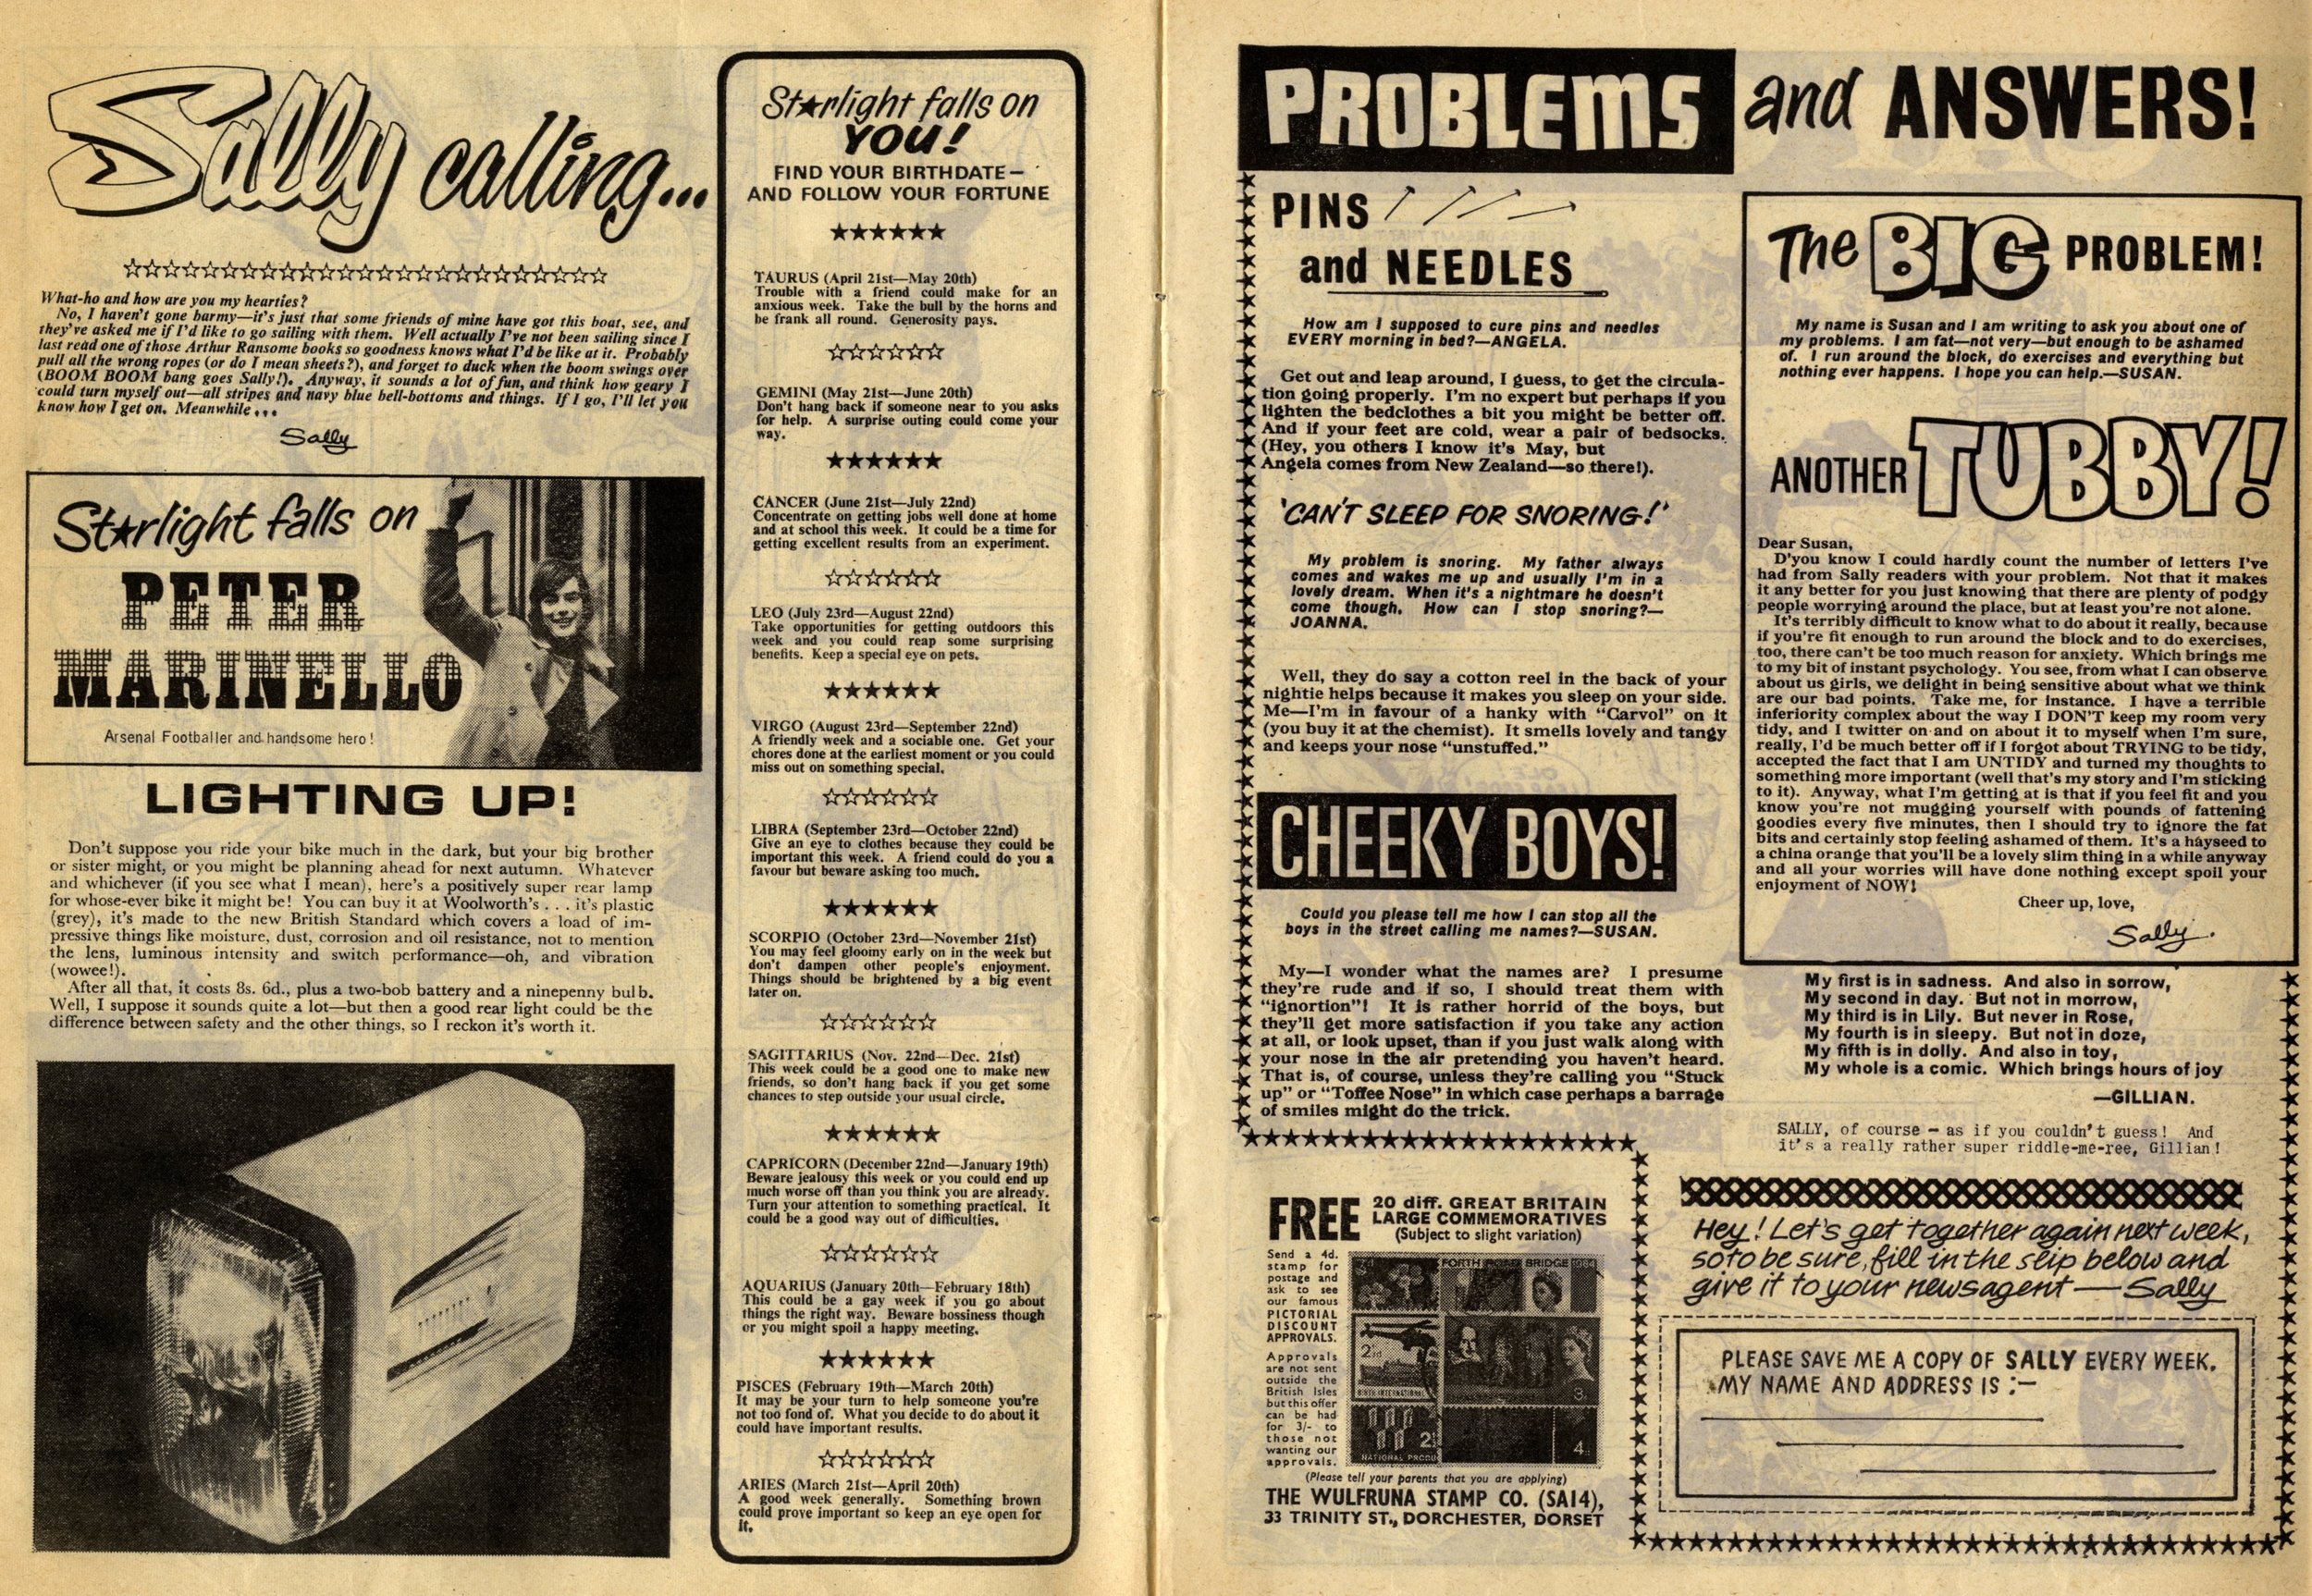 Sally calling...
What-ho and how are you my hearties?
No, I haven't gone barmy—it's just that some friends of mine have got this boat, see, and
they've asked me if I'd like to go sailing with them. Well actually I've not been sailing since I
last read one of those Arthur Ransome books so goodness knows what I'd be like at it. Probably
pull all the wrong ropes (or do I mean sheets?), and forget to duck when the boom swings over
(BOOM BOOM bang goes Sally!). Anyway, it sounds a lot of fun, and think how geary I
could turn myself out—all stripes and navy blue bell-bottoms and things. If I go, I'll let you
know how I get on. Meanwhile...
Sally
Starlight falls on
PETER
MARINELLO
Arsenal Footballer and handsome hero!
LIGHTING UP!
Don't suppose you ride your bike much in the dark, but your big brother
or sister might, or you might be planning ahead for next autumn. Whatever
and whichever (if you see what I mean), here's a positively super rear lamp
for whose-ever bike it might be! You can buy it at Woolworth's . . . it's plastic
(grey), it's made to the new British Standard which covers a load of im-
pressive things like moisture, dust, corrosion and oil resistance, not to mention
the lens, luminous intensity and switch performance—oh, and vibration
(wowee!).
After all that, it costs 8s. 6d., plus a two-bob battery and a ninepenny bulb.
Well, I suppose it sounds quite a lot—but then a good rear light could be the
difference between safety and the other things, so I reckon it's worth it.
Starlight falls on
YOU!
FIND YOUR BIRTHDATE—
AND FOLLOW YOUR FORTUNE
TAURUS (April 21st—May 20th)
Trouble with a friend could make for an
anxious week. Take the bull by the horns and
be frank all round. Generosity pays.
GEMINI (May 21st—June 20th)
Don't hang back if someone near to you asks
for help. A surprise outing could come your
way.
CANCER (June 21st—July 22nd)
Concentrate on getting jobs well done at home
and at school this week. It could be a time for
getting excellent results from an experiment.
LEO (July 23rd—August 22nd)
Take opportunities for getting outdoors this
week and you could reap some surprising
benefits. Keep a special eye on pets.
VIRGO (August 23rd—September 22nd)
A friendly week and a sociable one. Get your
chores done at the earliest moment or you could
miss out on something special.
LIBRA (September 23rd—October 22nd)
Give an eye to clothes because they could be
important this week. A friend could do you a
favour but beware asking too much.
SCORPIO (October 23rd—November 21st)
You may feel gloomy early on in the week but
don't dampen other people's enjoyment.
Things should be brightened by a big event
later on.
SAGITTARIUS (Nov. 22nd—Dec. 21st)
This week could be a good one to make new
friends, so don't hang back if you get some
chances to step outside your usual circle.
CAPRICORN (December 22nd—January 19th)
Beware jealousy this week or you could end up
much worse off than you think you are already.
Turn your attention to something practical. It
could be a good way out of difficulties.
AQUARIUS (January 20th—February 18th)
This could be a gay week if you go about
things the right way. Beware bossiness though
or you might spoil a happy meeting.
PISCES (February 19th—March 20th)
It may be your turn to help someone you're
not too fond of. What you decide to do about it
could have important results.
ARIES (March 21st—April 20th)
A good week generally. Something brown
could prove important so keep an eye open for
it.
PROBLEMS and ANSWERS!
PINS
and NEEDLES
How am I supposed to cure pins and needles
EVERY morning in bed?—ANGELA.
Get out and leap around, I guess, to get the circula-
tion going properly. I'm no expert but perhaps if you
lighten the bedclothes a bit you might be better off.
And if your feet are cold, wear a pair of bedsocks.
(Hey, you others I know it's May, but
Angela comes from New Zealand—so there!).
'CAN'T SLEEP FOR SNORING!'
My problem is snoring. My father always
comes and wakes me up and usually I'm in a
lovely dream. When it's a nightmare he doesn't
come though. How can I stop snoring?—
JOANNA.
Well, they do say a cotton reel in the back of your
nightie helps because it makes you sleep on your side.
Me—I'm in favour of a hanky with "Carvol" on it
(you buy it at the chemist). It smells lovely and tangy
and keeps your nose "unstuffed."
CHEEKY BOYS!
Could you please tell me how I can stop all the
boys in the street calling me names?—SUSAN.
My—I wonder what the names are? I presume
they're rude and if so, I should treat them with
"ignortion"! It is rather horrid of the boys, but
they'll get more satisfaction if you take any action
at all, or look upset, than if you just walk along with
your nose in the air pretending you haven't heard.
That is, of course, unless they're calling you "Stuck
up" or "Toffee Nose" in which case perhaps a barrage
of smiles might do the trick.
FREE
20 diff. GREAT BRITAIN
LARGE COMMEMORATIVES
(Subject to slight variation)
Send a 4d.
stamp for
postage and
ask to see
our famous
PICTORIAL
DISCOUNT
APPROVALS.
Approvals
are not sent
outside the
British Isles
but this offer
can be had
for 3/- to
those not
wanting our
approvals.
FORTH ROAD BRIDGE 1964
2½d
3
2½
4
NATIONAL PRODU
(Please tell your parents that you are applying)
THE WULFRUNA STAMP CO. (SA14),
33 TRINITY ST., DORCHESTER, DORSET
The BIG PROBLEM!
My name is Susan and I am writing to ask you about one of
my problems. I am fat—not very—but enough to be ashamed
of. I run around the block, do exercises and everything but
nothing ever happens. I hope you can help.—SUSAN.
ANOTHER TUBBY!
Dear Susan,
D'you know I could hardly count the number of letters I've
had from Sally readers with your problem. Not that it makes
it any better for you just knowing that there are plenty of podgy
people worrying around the place, but at least you're not alone.
It's terribly difficult to know what to do about it really, because
if you're fit enough to run around the block and to do exercises,
too, there can't be too much reason for anxiety. Which brings me
to my bit of instant psychology. You see, from what I can observe
about us girls, we delight in being sensitive about what we think
are our bad points. Take me, for instance. I have a terrible
inferiority complex about the way I DON'T keep my room very
tidy, and I twitter on and on about it to myself when I'm sure,
really, I'd be much better off if I forgot about TRYING to be tidy,
accepted the fact that I am UNTIDY and turned my thoughts to
something more important (well that's my story and I'm sticking
to it). Anyway, what I'm getting at is that if you feel fit and you
know you're not mugging yourself with pounds of fattening
goodies every five minutes, then I should try to ignore the fat
bits and certainly stop feeling ashamed of them. It's a hayseed to
a china orange that you'll be a lovely slim thing in a while anyway
and all your worries will have done nothing except spoil your
enjoyment of NOW!
Cheer up, love,
Sally.
My first is in sadness. And also in sorrow,
My second in day. But not in morrow,
My third is in Lily. But never in Rose,
My fourth is in sleepy. But not in doze,
My fifth is in dolly. And also in toy,
My whole is a comic. Which brings hours of joy
—GILLIAN.
SALLY, of course - as if you couldn't guess! And
it's a really rather super riddle-me-ree, Gillian!
Hey! Let's get together again next week,
so to be sure, fill in the slip below and
give it to your newsagent — Sally
PLEASE SAVE ME A COPY OF SALLY EVERY WEEK.
MY NAME AND ADDRESS IS :—